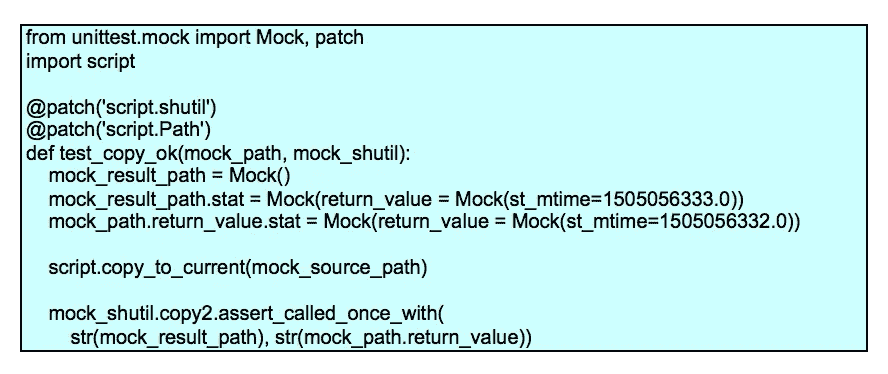 from unittest.mock import Mock, patch
import script

@patch('script.shutil')
@patch('script.Path')
def test_copy_ok(mock_path, mock_shutil):
    mock_result_path = Mock()
    mock_result_path.stat = Mock(return_value = Mock(st_mtime=1505056333.0))
    mock_path.return_value.stat = Mock(return_value = Mock(st_mtime=1505056332.0))

    script.copy_to_current(mock_source_path)

    mock_shutil.copy2.assert_called_once_with(
        str(mock_result_path), str(mock_path.return_value))